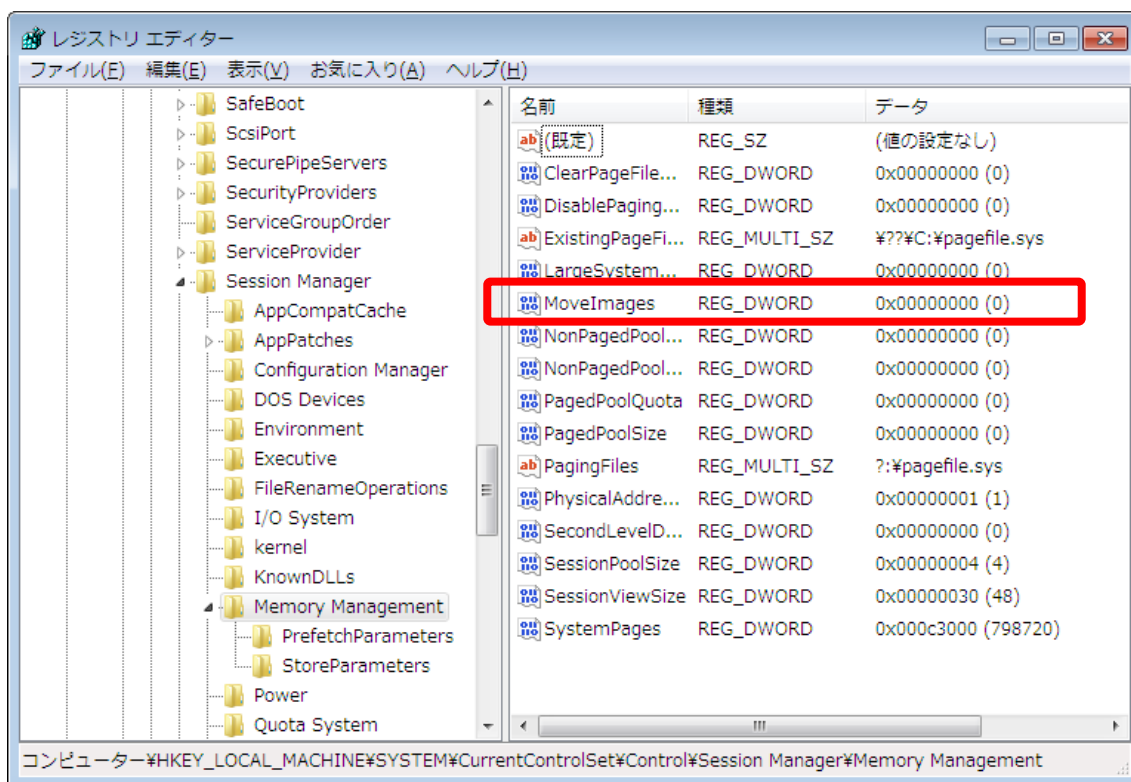 レジストリ エディター
ファイル(F) 編集(E) 表示(V) お気に入り(A) ヘルプ(H)
SafeBoot
ScsiPort
SecurePipeServers
SecurityProviders
ServiceGroupOrder
ServiceProvider
Session Manager
AppCompatCache
AppPatches
Configuration Manager
DOS Devices
Environment
Executive
FileRenameOperations
I/O System
kernel
KnownDLLs
Memory Management
PrefetchParameters
StoreParameters
Power
Quota System
名前 種類 データ
(既定) REG_SZ (値の設定なし)
ClearPageFile... REG_DWORD 0x00000000 (0)
DisablePaging... REG_DWORD 0x00000000 (0)
ExistingPageFi... REG_MULTI_SZ ¥??¥C:¥pagefile.sys
LargeSystem... REG_DWORD 0x00000000 (0)
MoveImages REG_DWORD 0x00000000 (0)
NonPagedPool... REG_DWORD 0x00000000 (0)
NonPagedPool... REG_DWORD 0x00000000 (0)
PagedPoolQuota REG_DWORD 0x00000000 (0)
PagedPoolSize REG_DWORD 0x00000000 (0)
PagingFiles REG_MULTI_SZ ?:¥pagefile.sys
PhysicalAddre... REG_DWORD 0x00000001 (1)
SecondLevelD... REG_DWORD 0x00000000 (0)
SessionPoolSize REG_DWORD 0x00000004 (4)
SessionViewSize REG_DWORD 0x00000030 (48)
SystemPages REG_DWORD 0x000c3000 (798720)
コンピューター¥HKEY_LOCAL_MACHINE¥SYSTEM¥CurrentControlSet¥Control¥Session Manager¥Memory Management